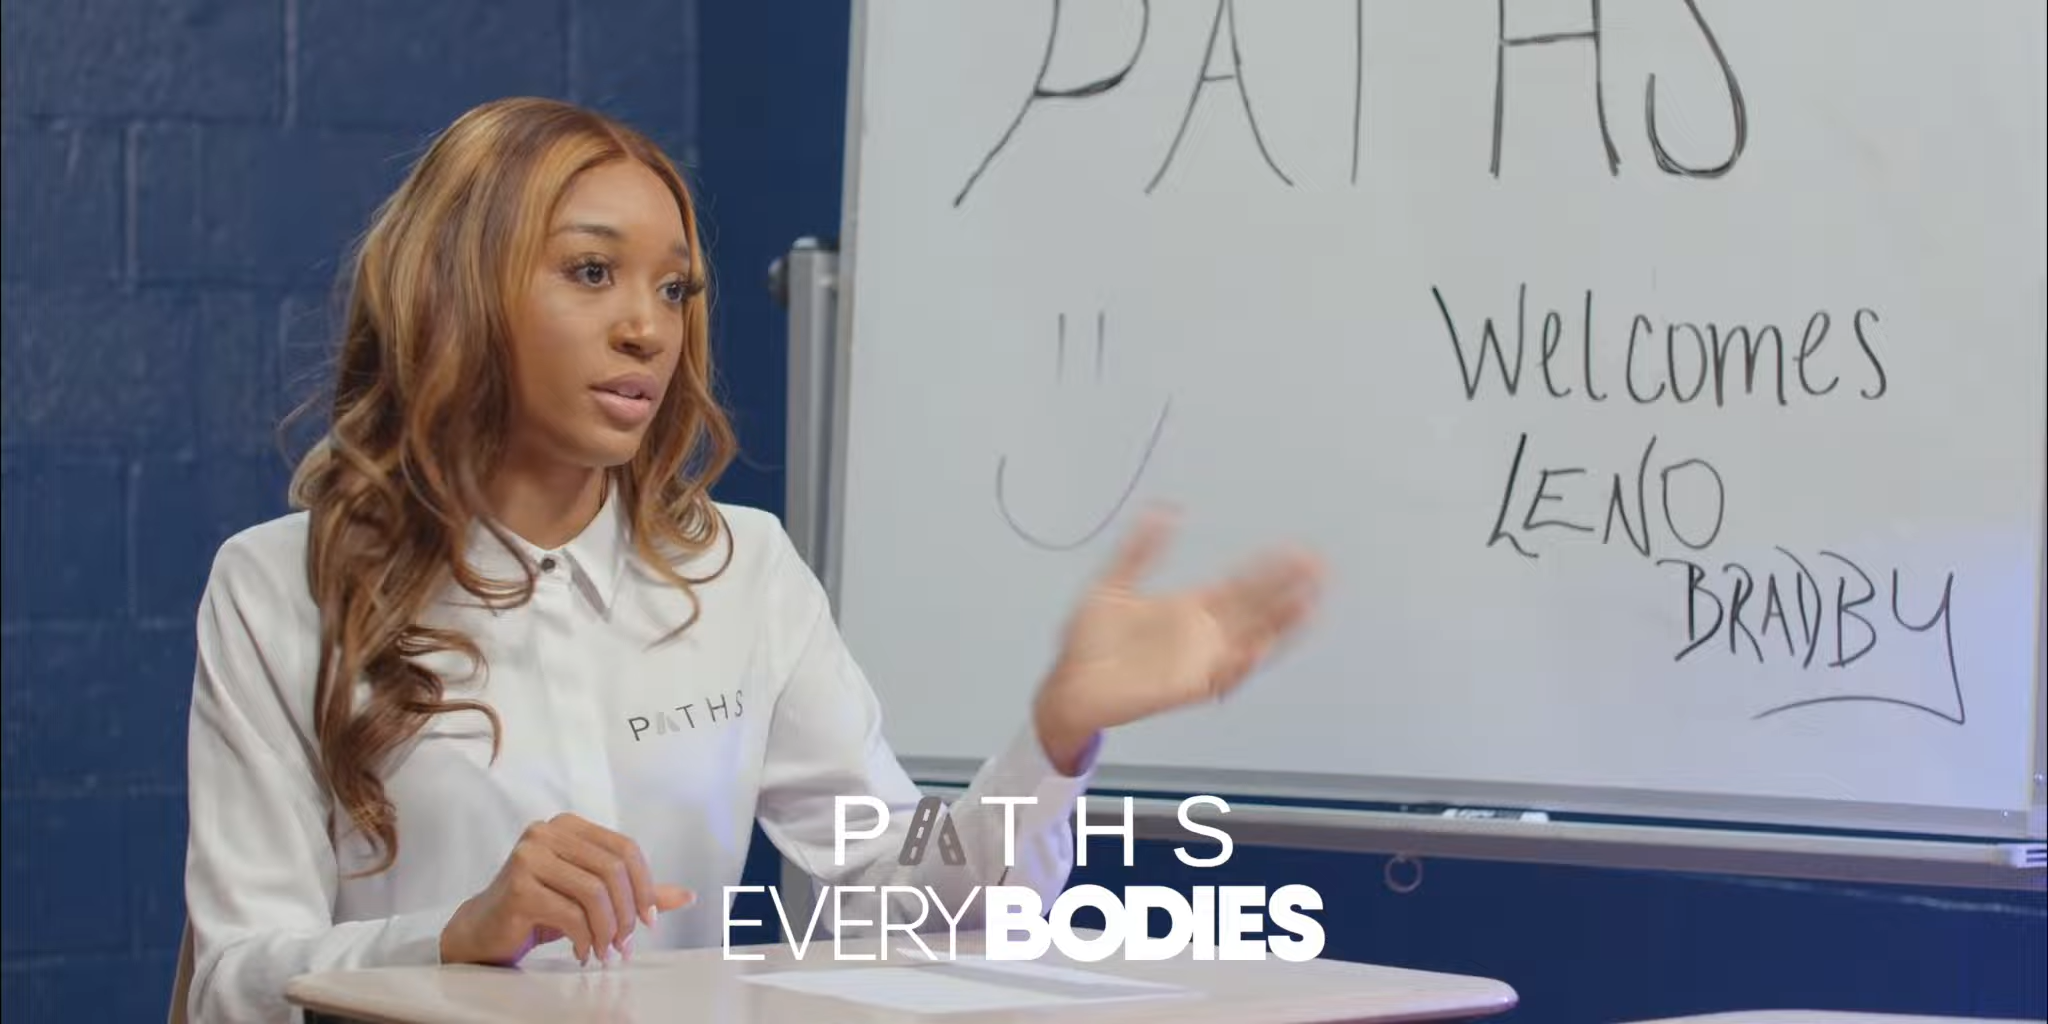 PATHS
Welcomes
LENO
BRADBY
PATHS
PATHS
EVERYBODIES